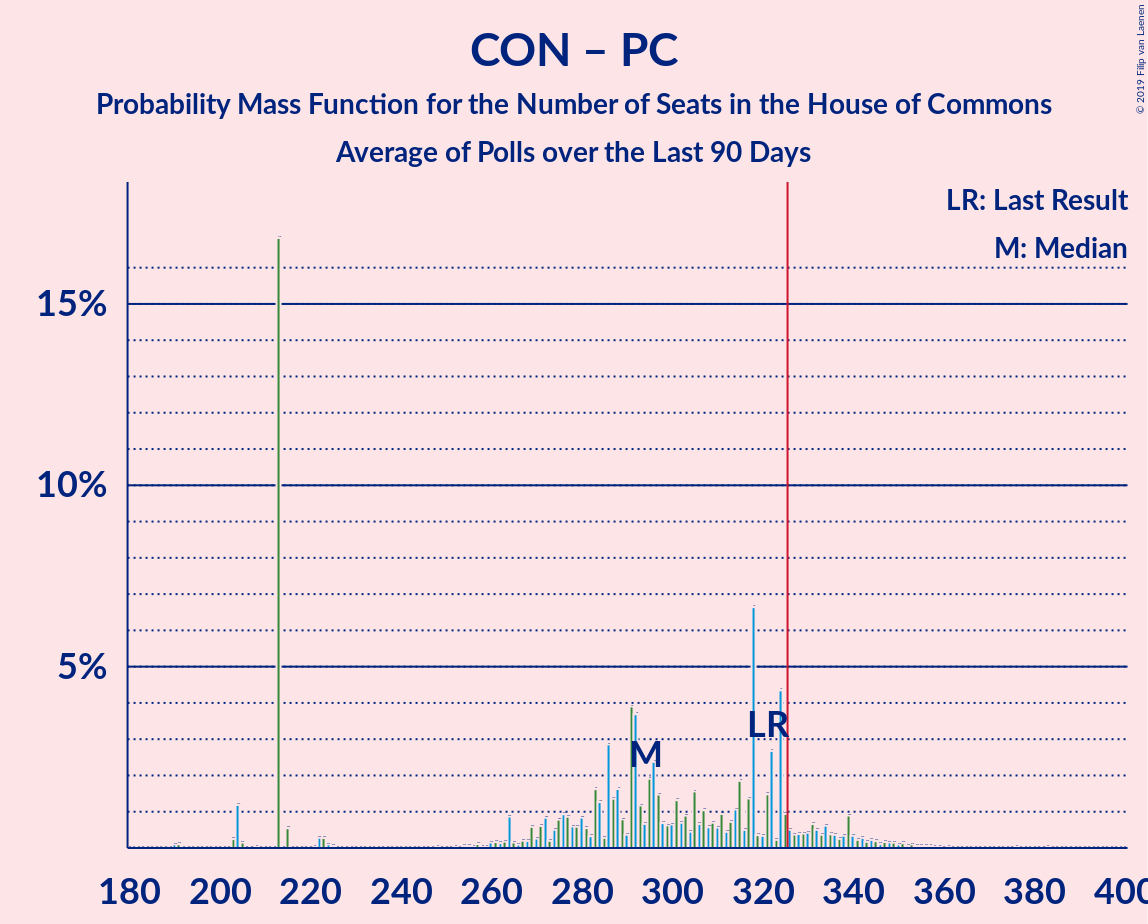 CON – PC
Probability Mass Function for the Number of Seats in the House of Commons
Average of Polls over the Last 90 Days
© 2019 Filip van Laenen
LR: Last Result
M: Median
15%
10%
5%
LR
M
180 200 220 240 260 280 300 320 340 360 380 400